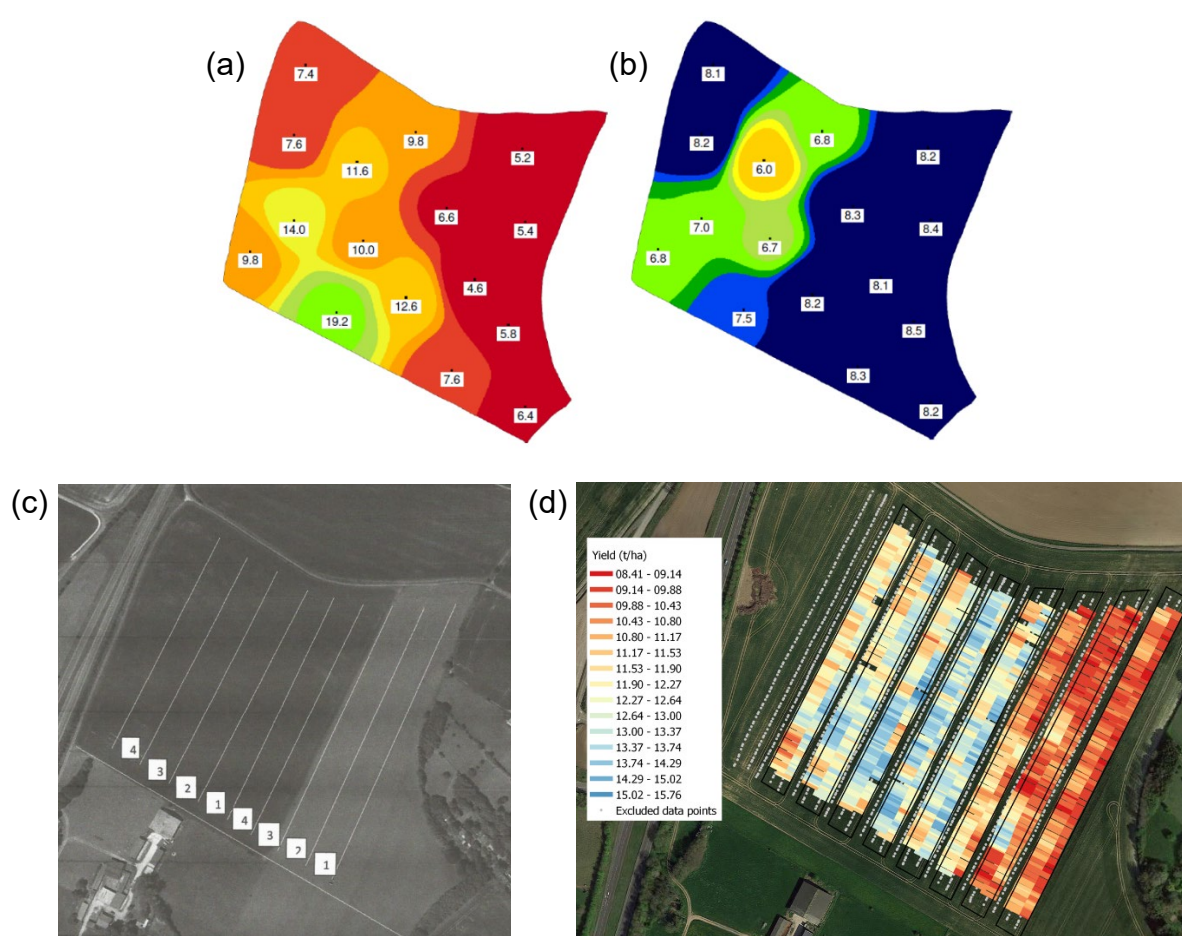 (a)
7.4
7.6
9.8
11.6
5.2
6.6
5.4
14.0
10.0
9.8
4.6
12.6
19.2
5.8
7.6
6.4
(b)
8.1
8.2
6.8
6.0
8.2
8.3
8.4
7.0
6.7
6.8
8.1
8.2
7.5
8.5
8.3
8.2
(c)
4
3
2
1
4
3
2
1
(d)
Yield (t/ha)
08.41 - 09.14
09.14 - 09.88
09.88 - 10.43
10.43 - 10.80
10.80 - 11.17
11.17 - 11.53
11.53 - 11.90
11.90 - 12.27
12.27 - 12.64
12.64 - 13.00
13.00 - 13.37
13.37 - 13.74
13.74 - 14.29
14.29 - 15.02
15.02 - 15.76
Excluded data points